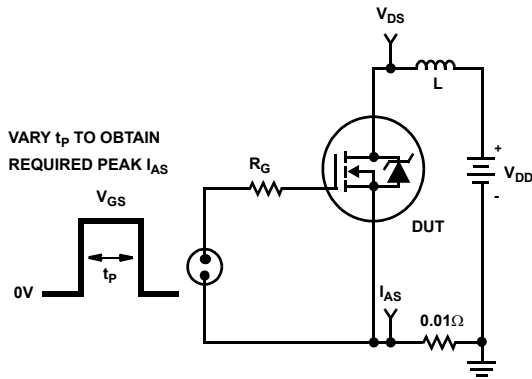 V_DS
L
VARY t_P TO OBTAIN
REQUIRED PEAK I_AS
R_G
+
V_DD
-
V_GS
DUT
t_P
0V
I_AS
0.01Ω